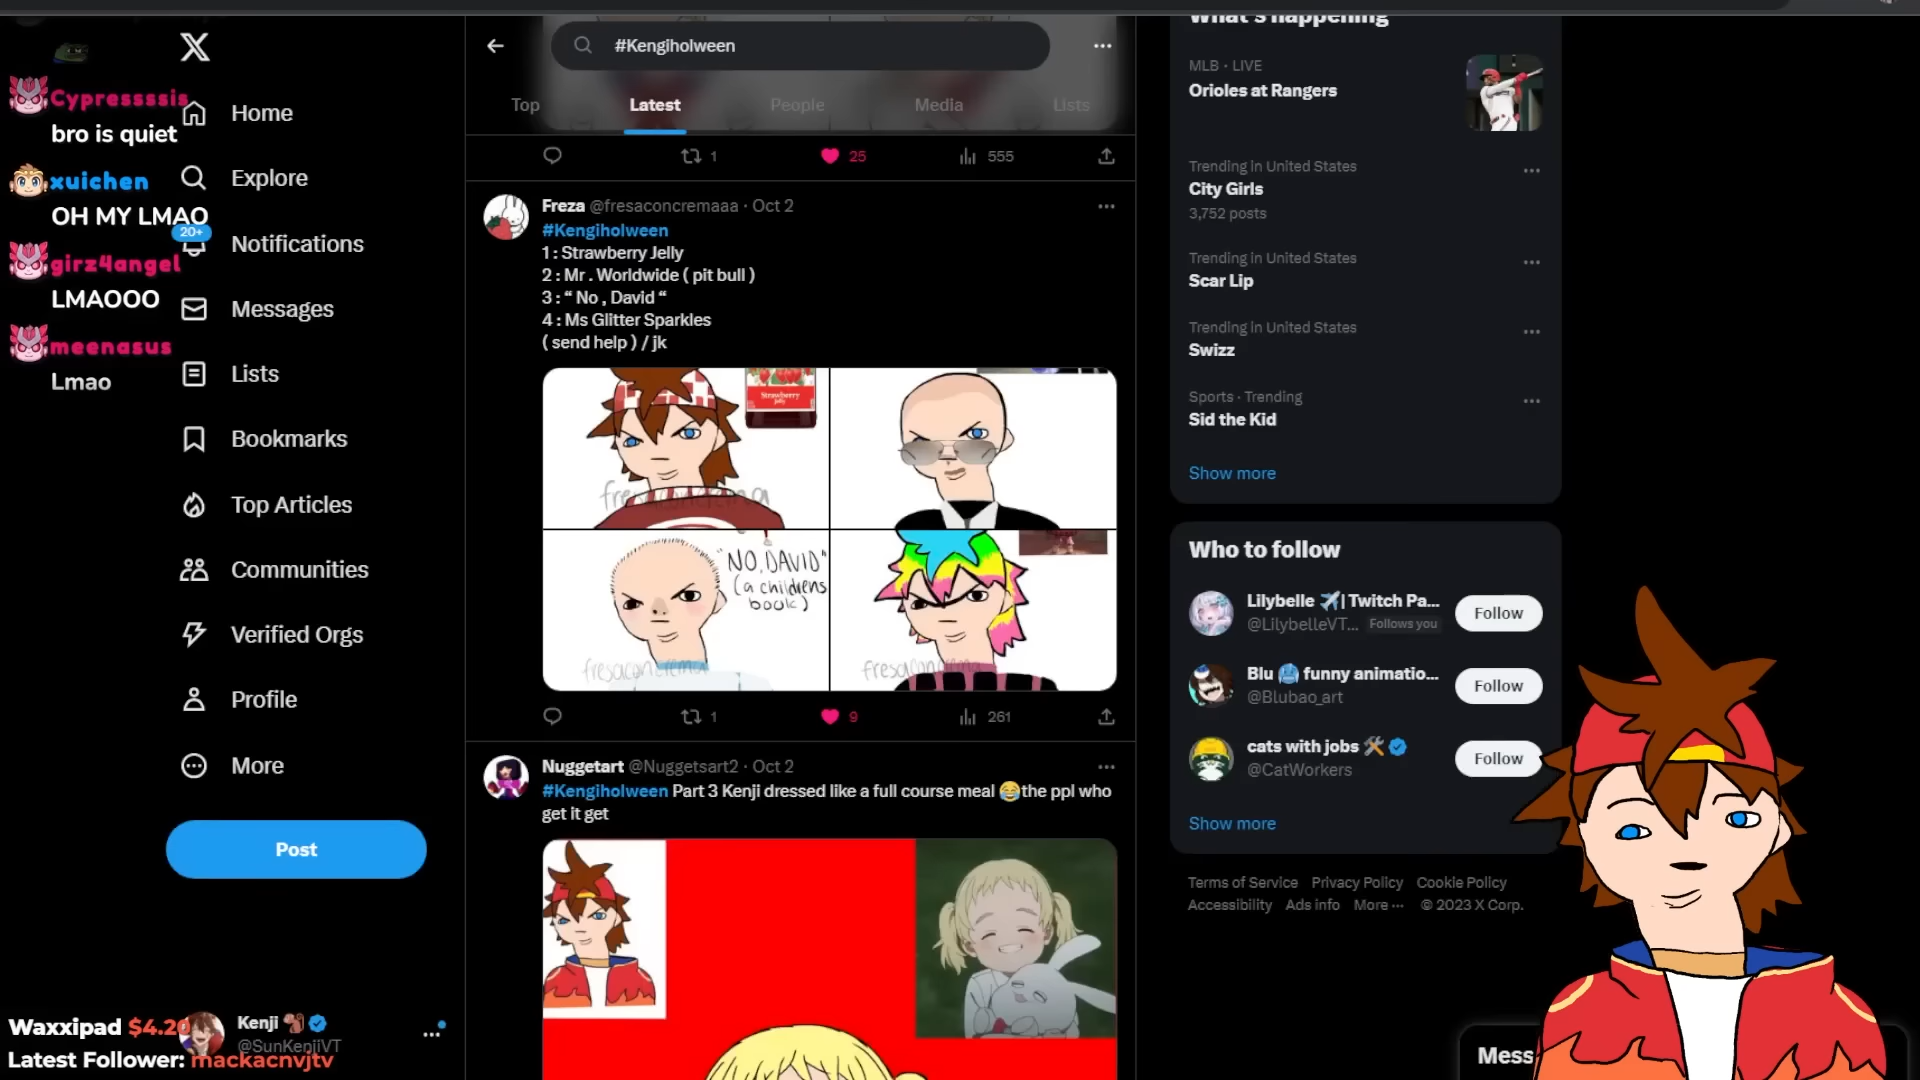 What's happening
#Kengiholween
Top
Latest
People
Media
Lists
Cypressssis
bro is quiet
xuichen
OH MY LMAO
girz4angel
LMAOOO
meenasus
Lmao
Home
Explore
20+
Notifications
Messages
Lists
Bookmarks
Top Articles
Communities
Verified Orgs
Profile
More
Post
Waxxipad $4.20
Latest Follower: mackacnvjtv
Kenji
@SunKenjiVT
1
25
555
Freza @fresaconcremaaa · Oct 2
#Kengiholween
1 : Strawberry Jelly
2 : Mr . Worldwide ( pit bull )
3 : “ No , David “
4 : Ms Glitter Sparkles
( send help ) / jk
Strawberry
Jelly
fresaconcrema
"NO, DAVID"
(a childrens
book)
fresaconcrema
fresaconcrema
1
9
261
Nuggetart @Nuggetsart2 · Oct 2
#Kengiholween Part 3 Kenji dressed like a full course meal 😂the ppl who
get it get
MLB · LIVE
Orioles at Rangers
Trending in United States
City Girls
3,752 posts
Trending in United States
Scar Lip
Trending in United States
Swizz
Sports · Trending
Sid the Kid
Show more
Who to follow
Lilybelle ✈️| Twitch Pa...
@LilybelleVT... Follows you
Follow
Blu 🥶 funny animatio...
@Blubao_art
Follow
cats with jobs 🛠️
@CatWorkers
Follow
Show more
Terms of Service Privacy Policy Cookie Policy
Accessibility Ads info More ··· © 2023 X Corp.
Mess